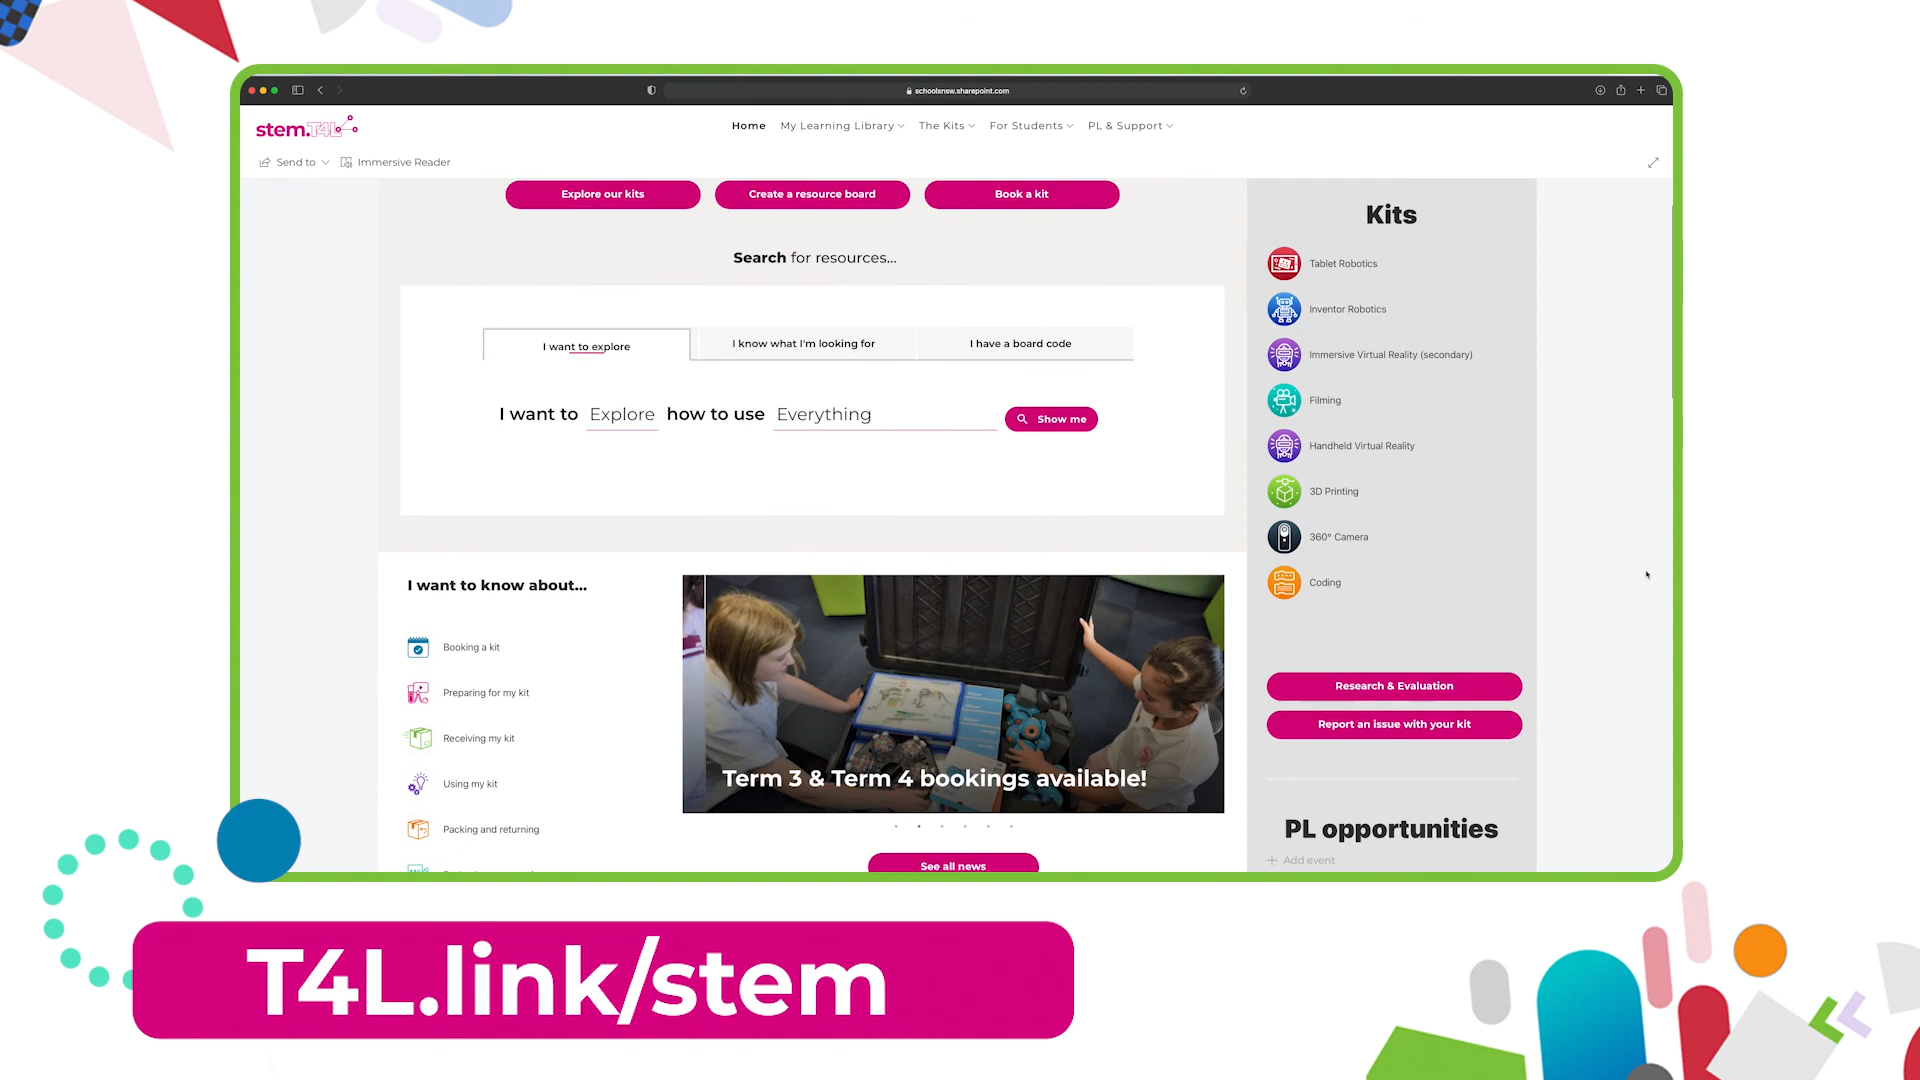 schoolsnsw.sharepoint.com
stem.T4L
Home My Learning Library The Kits For Students PL & Support
Send to Immersive Reader
Explore our kits Create a resource board Book a kit
Search for resources...
I want to explore I know what I'm looking for I have a board code
I want to Explore how to use Everything Show me
I want to know about...
Booking a kit
Preparing for my kit
Receiving my kit
Using my kit
Packing and returning
Term 3 & Term 4 bookings available!
See all news
Kits
Tablet Robotics
Inventor Robotics
Immersive Virtual Reality (secondary)
Filming
Handheld Virtual Reality
3D Printing
360° Camera
Coding
Research & Evaluation
Report an issue with your kit
PL opportunities
Add event
T4L.link/stem